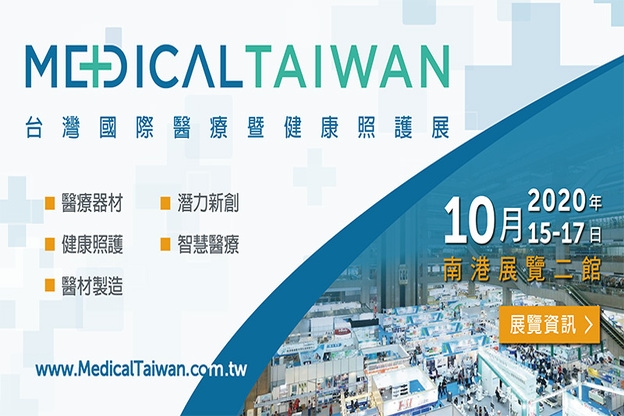 MEDICALTAIWAN
台灣國際醫療暨健康照護展
醫療器材
潛力新創
健康照護
智慧醫療
醫材製造
10月 2020年
15-17日
南港展覽二館
展覽資訊 >
www.MedicalTaiwan.com.tw